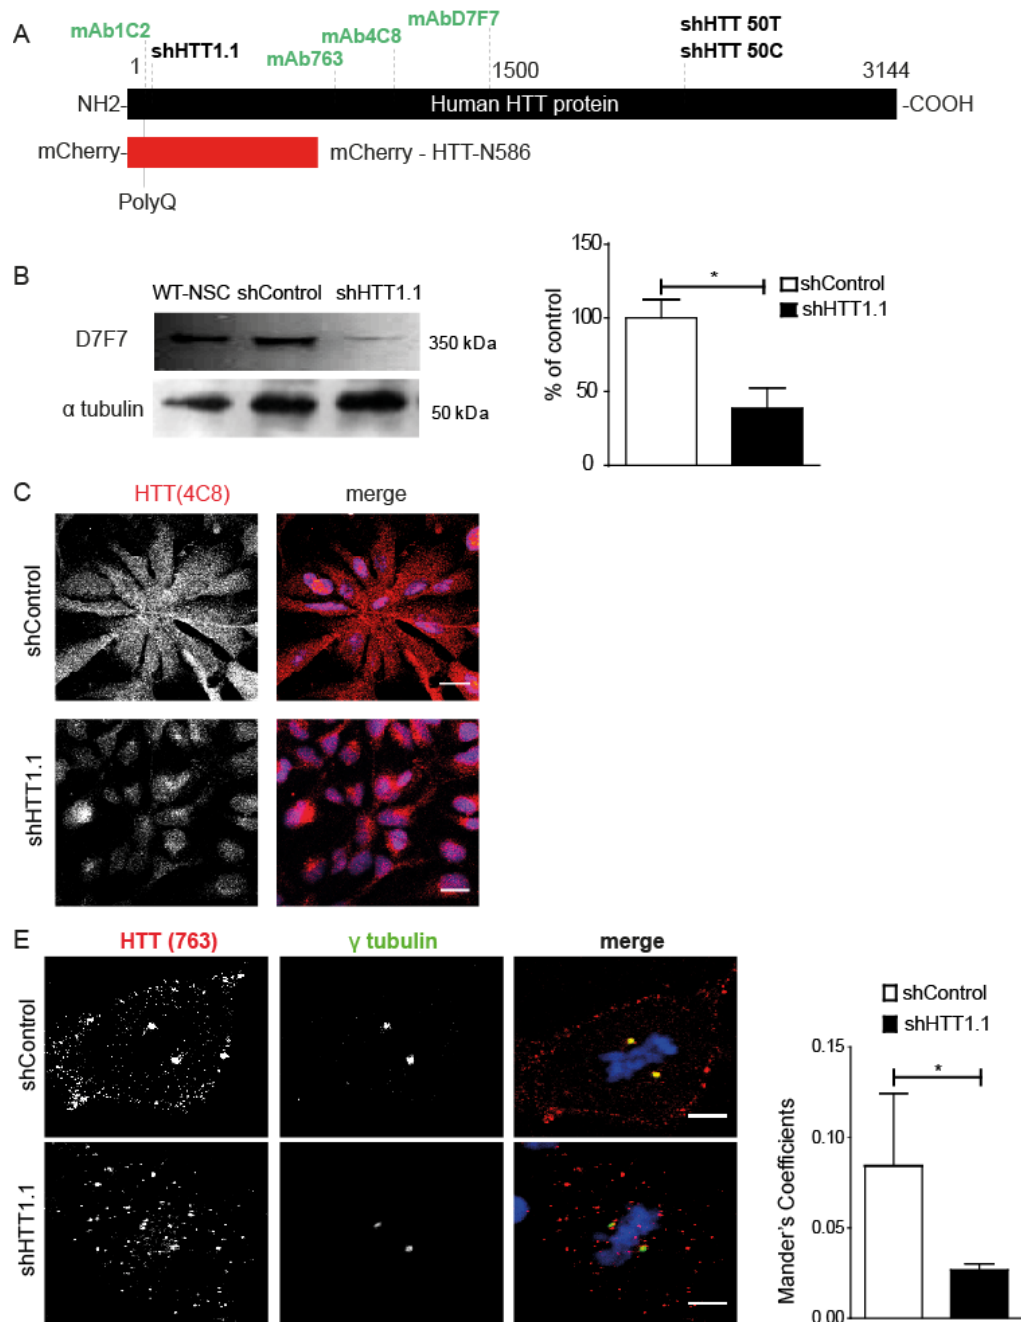 A
mAb1C2
shHTT1.1
mAb763
mAb4C8
mAbD7F7
shHTT 50T
shHTT 50C
1
1500
3144
NH2-
Human HTT protein
-COOH
mCherry-
mCherry - HTT-N586
PolyQ
B
WT-NSC shControl shHTT1.1
D7F7
350 kDa
α tubulin
50 kDa
150
100
50
0
% of control
*
shControl
shHTT1.1
C
HTT(4C8)
merge
shControl
shHTT1.1
E
HTT (763)
γ tubulin
merge
shControl
shHTT1.1
shControl
shHTT1.1
0.15
0.10
0.05
0.00
Mander's Coefficients
*